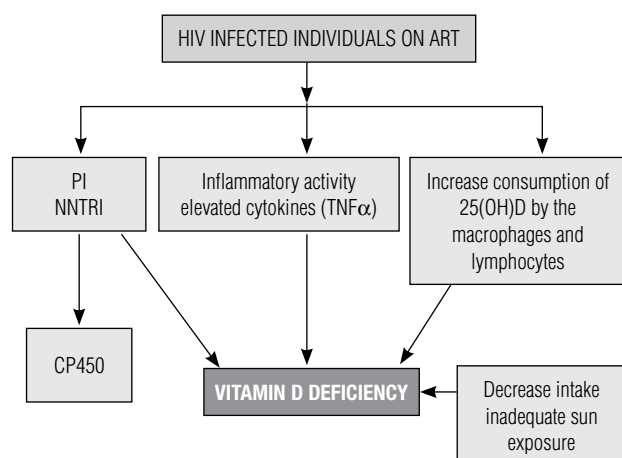 HIV INFECTED INDIVIDUALS ON ART
PI
NNTRI
Inflammatory activity
elevated cytokines (TNFα)
Increase consumption of
25(OH)D by the
macrophages and
lymphocytes
CP450
VITAMIN D DEFICIENCY
Decrease intake
inadequate sun
exposure